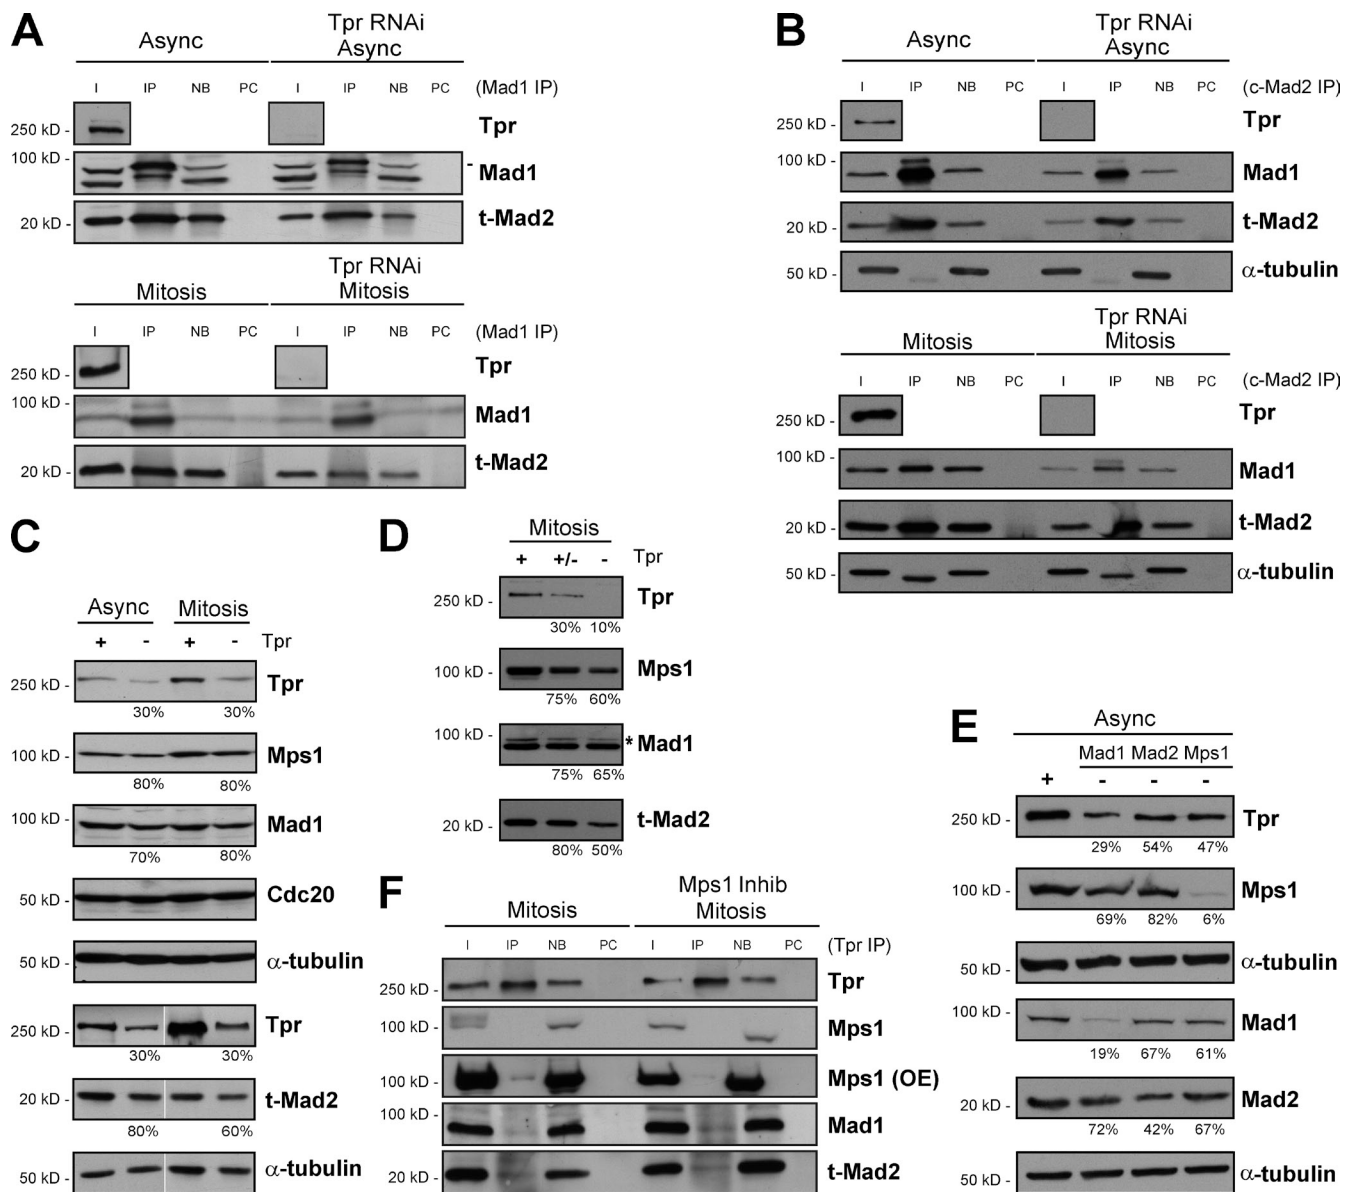 A
Async
Tpr RNAi
Async
I IP NB PC I IP NB PC (Mad1 IP)
250 kD - Tpr
100 kD - - Mad1
20 kD - t-Mad2
Mitosis
Tpr RNAi
Mitosis
I IP NB PC I IP NB PC (Mad1 IP)
250 kD - Tpr
100 kD - Mad1
20 kD - t-Mad2
B
Async
Tpr RNAi
Async
I IP NB PC I IP NB PC (c-Mad2 IP)
250 kD - Tpr
100 kD - Mad1
20 kD - t-Mad2
50 kD - α-tubulin
Mitosis
Tpr RNAi
Mitosis
I IP NB PC I IP NB PC (c-Mad2 IP)
250 kD - Tpr
100 kD - Mad1
20 kD - t-Mad2
50 kD - α-tubulin
C
Async Mitosis
+ - + - Tpr
250 kD - Tpr
30% 30%
100 kD - Mps1
80% 80%
100 kD - Mad1
70% 80%
50 kD - Cdc20
50 kD - α-tubulin
250 kD - Tpr
30% 30%
20 kD - t-Mad2
80% 60%
50 kD - α-tubulin
D
Mitosis
+ +/- - Tpr
250 kD - Tpr
30% 10%
100 kD - Mps1
75% 60%
100 kD - * Mad1
75% 65%
20 kD - t-Mad2
80% 50%
E
Async
Mad1 Mad2 Mps1
+ - - -
250 kD - Tpr
29% 54% 47%
100 kD - Mps1
69% 82% 6%
50 kD - α-tubulin
100 kD - Mad1
19% 67% 61%
20 kD - Mad2
72% 42% 67%
50 kD - α-tubulin
F
Mitosis
Mps1 Inhib
Mitosis
I IP NB PC I IP NB PC (Tpr IP)
250 kD - Tpr
100 kD - Mps1
100 kD - Mps1 (OE)
100 kD - Mad1
20 kD - t-Mad2